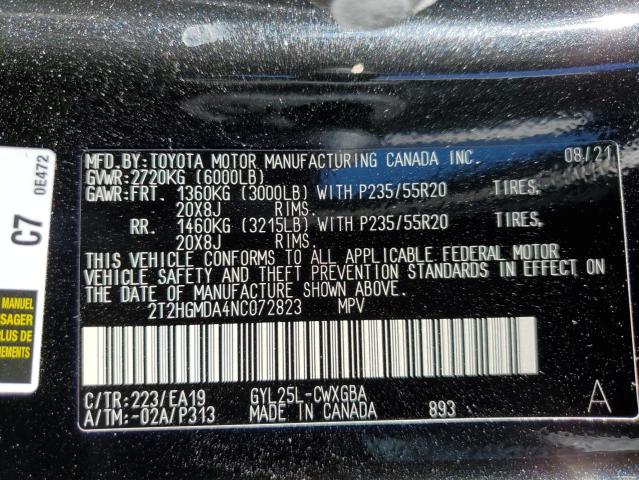 MFD.BY:TOYOTA MOTOR MANUFACTURING CANADA INC. 08/21
GVWR:2720KG (6000LB)
GAWR:FRT. 1360KG (3000LB) WITH P235/55R20 TIRES,
20X8J RIMS.
RR. 1460KG (3215LB) WITH P235/55R20 TIRES,
20X8J RIMS.
THIS VEHICLE CONFORMS TO ALL APPLICABLE FEDERAL MOTOR
VEHICLE SAFETY AND THEFT PREVENTION STANDARDS IN EFFECT ON
THE DATE OF MANUFACTURE SHOWN ABOVE.
2T2HGMDA4NC072823 MPV
C/TR:223/EA19 GYL25L-CWXGBA A
A/TM:-02A/P313 MADE IN CANADA 893
C7
0E472
MANUEL
SAGER
PLUS DE
nements"